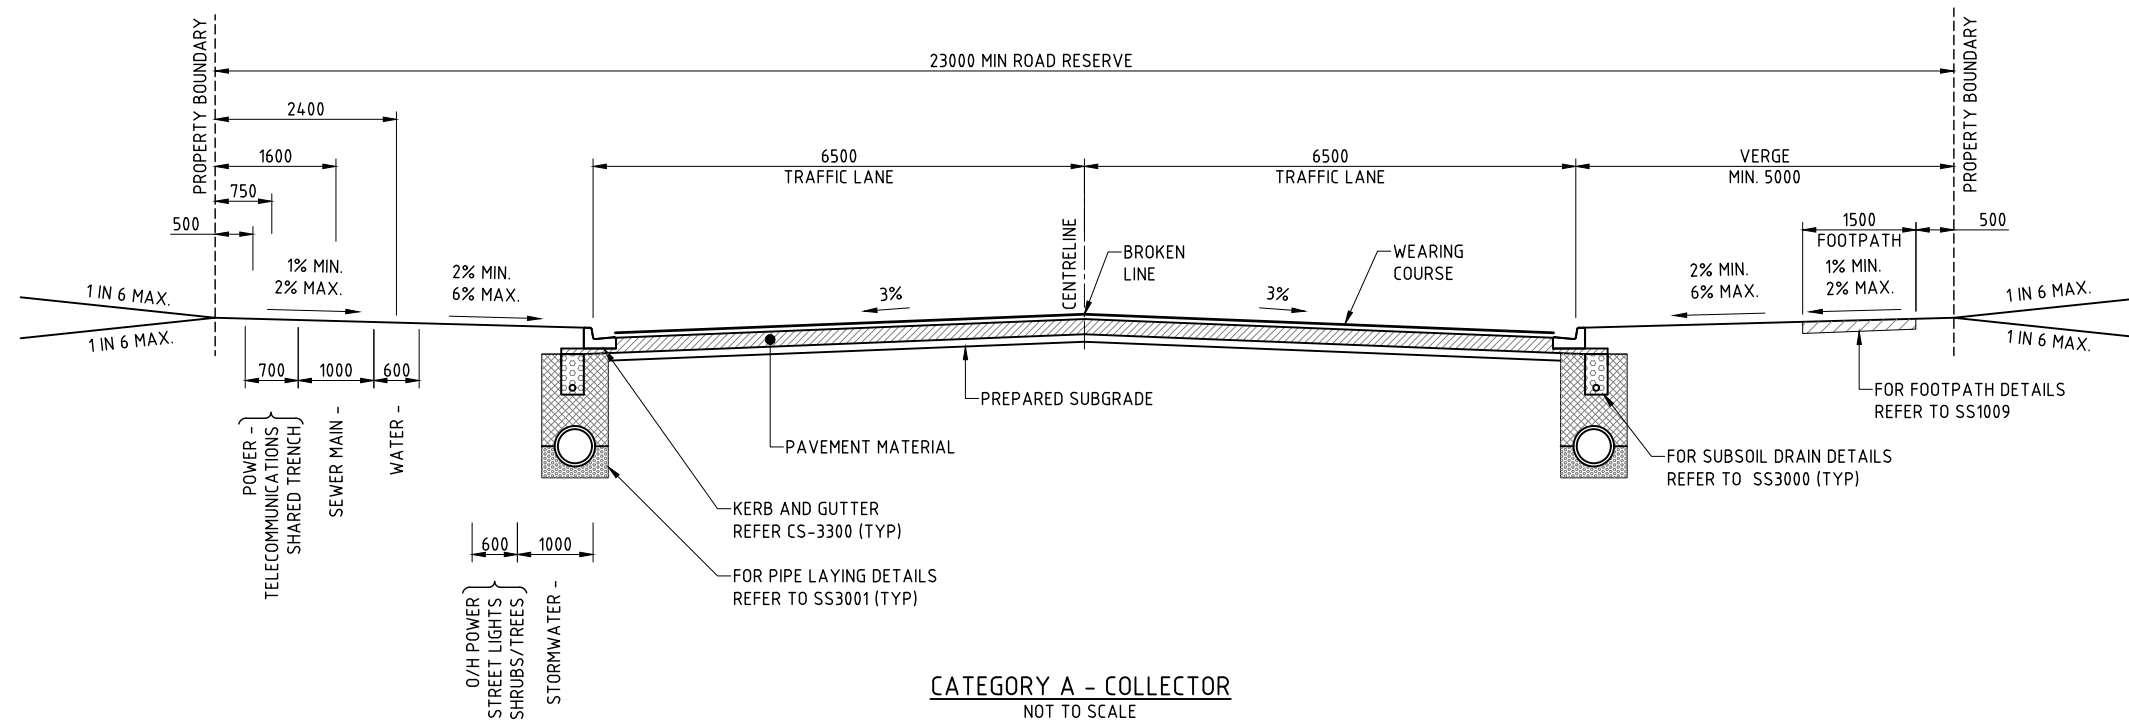 23000 MIN ROAD RESERVE
PROPERTY BOUNDARY
PROPERTY BOUNDARY
2400
1600
750
500
6500
TRAFFIC LANE
6500
TRAFFIC LANE
VERGE
MIN. 5000
1500
FOOTPATH
500
CENTRELINE
BROKEN
LINE
WEARING
COURSE
1 IN 6 MAX.
1 IN 6 MAX.
1% MIN.
2% MAX.
2% MIN.
6% MAX.
3%
3%
2% MIN.
6% MAX.
1% MIN.
2% MAX.
1 IN 6 MAX.
1 IN 6 MAX.
700
1000
600
POWER -
TELECOMMUNICATIONS
SHARED TRENCH
SEWER MAIN -
WATER -
PREPARED SUBGRADE
PAVEMENT MATERIAL
FOR FOOTPATH DETAILS
REFER TO SS1009
FOR SUBSOIL DRAIN DETAILS
REFER TO SS3000 (TYP)
KERB AND GUTTER
REFER CS-3300 (TYP)
600
1000
FOR PIPE LAYING DETAILS
REFER TO SS3001 (TYP)
O/H POWER
STREET LIGHTS
SHRUBS/TREES
STORMWATER -
CATEGORY A - COLLECTOR
NOT TO SCALE